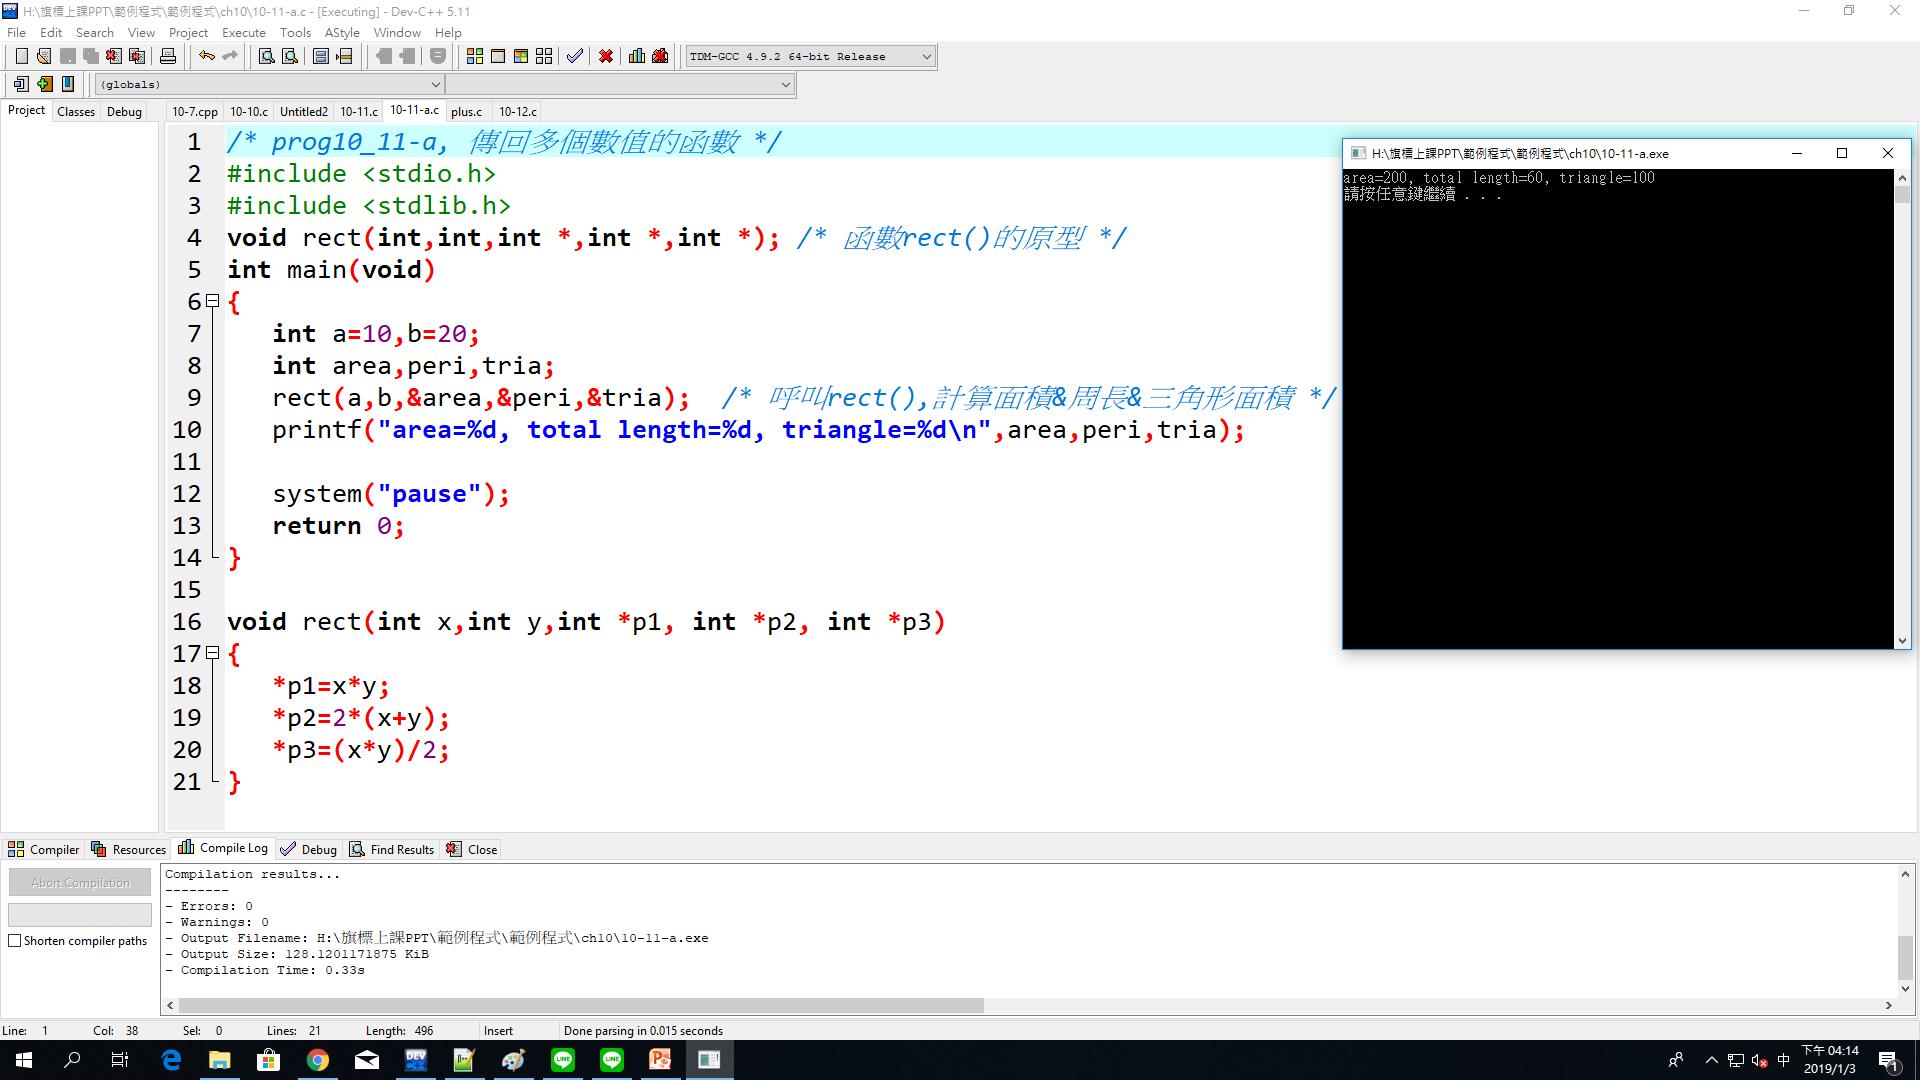 H:\旗標上課PPT\範例程式\範例程式\ch10\10-11-a.c - [Executing] - Dev-C++ 5.11
File Edit Search View Project Execute Tools AStyle Window Help
TDM-GCC 4.9.2 64-bit Release
(globals)
Project Classes Debug
10-7.cpp 10-10.c Untitled2 10-11.c 10-11-a.c plus.c 10-12.c
1 /* prog10_11-a, 傳回多個數值的函數 */
2 #include <stdio.h>
3 #include <stdlib.h>
4 void rect(int,int,int *,int *,int *); /* 函數rect()的原型 */
5 int main(void)
6 {
7 int a=10,b=20;
8 int area,peri,tria;
9 rect(a,b,&area,&peri,&tria); /* 呼叫rect(),計算面積&周長&三角形面積 */
10 printf("area=%d, total length=%d, triangle=%d\n",area,peri,tria);
11
12 system("pause");
13 return 0;
14 }
15
16 void rect(int x,int y,int *p1, int *p2, int *p3)
17 {
18 *p1=x*y;
19 *p2=2*(x+y);
20 *p3=(x*y)/2;
21 }
H:\旗標上課PPT\範例程式\範例程式\ch10\10-11-a.exe
area=200, total length=60, triangle=100
請按任意鍵繼續 . . .
Compiler Resources Compile Log Debug Find Results Close
Abort Compilation
Shorten compiler paths
Compilation results...
--------
- Errors: 0
- Warnings: 0
- Output Filename: H:\旗標上課PPT\範例程式\範例程式\ch10\10-11-a.exe
- Output Size: 128.1201171875 KiB
- Compilation Time: 0.33s
Line: 1 Col: 38 Sel: 0 Lines: 21 Length: 496 Insert Done parsing in 0.015 seconds
中
下午 04:14
2019/1/3
1